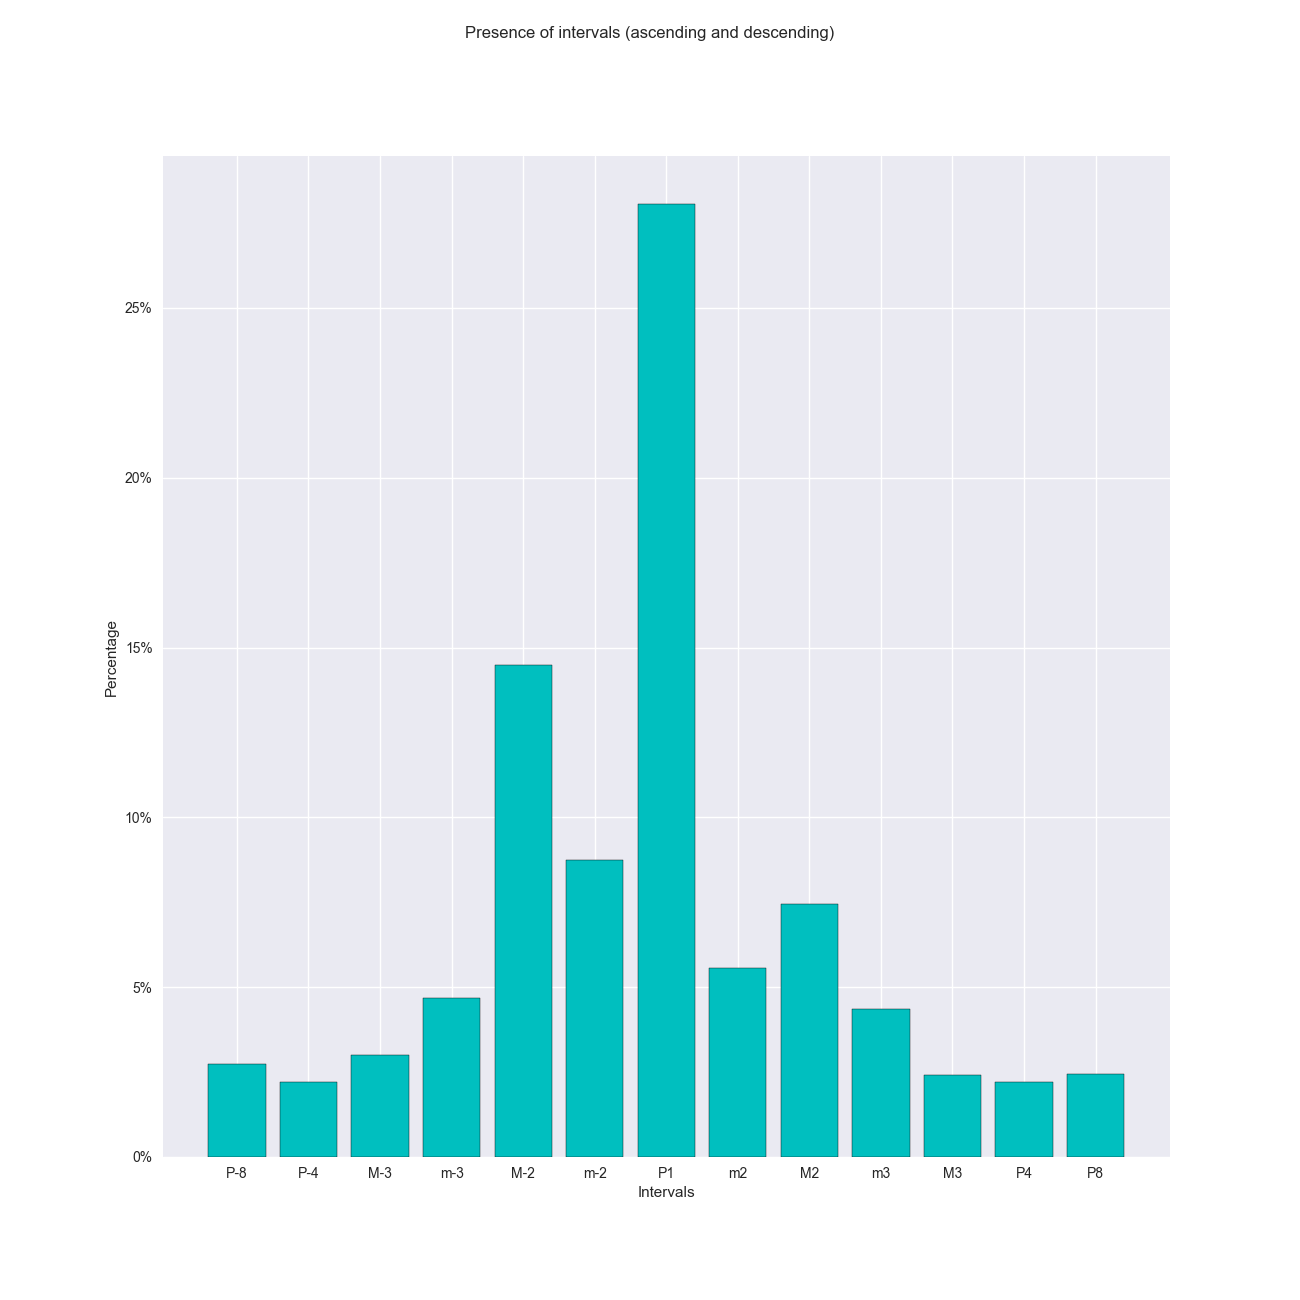 Presence of intervals (ascending and descending)
25%
20%
15%
10%
5%
0%
Percentage
P-8 P-4 M-3 m-3 M-2 m-2 P1 m2 M2 m3 M3 P4 P8
Intervals